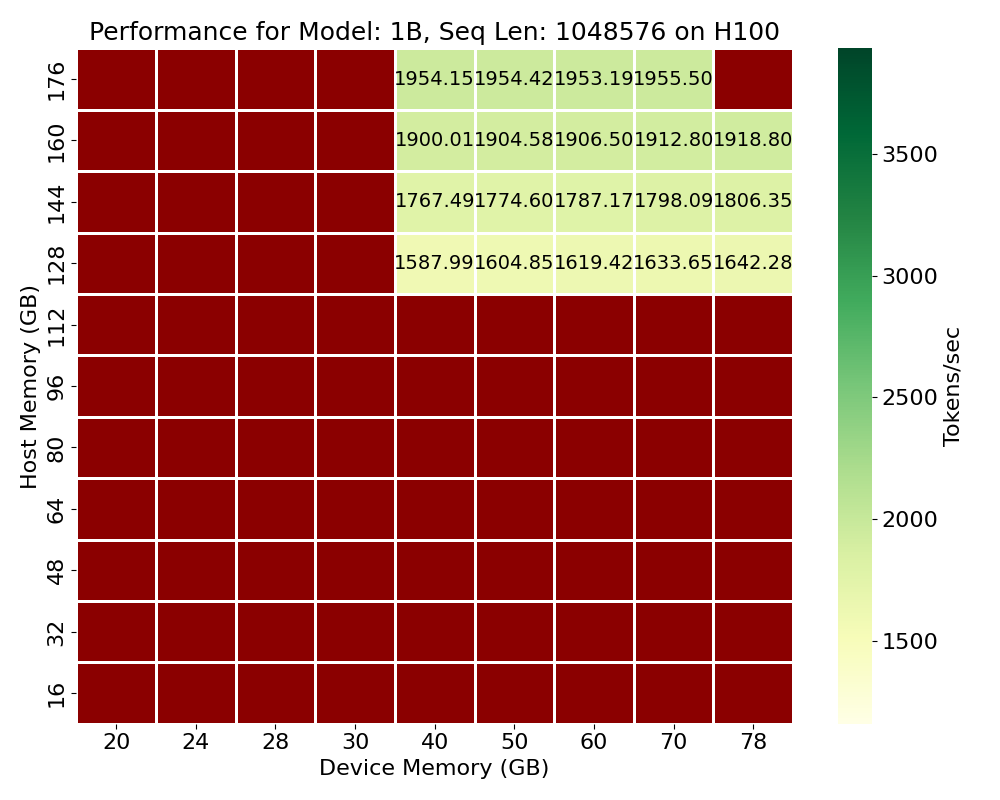 Performance for Model: 1B, Seq Len: 1048576 on H100
176 1954.15 1954.42 1953.19 1955.50
160 1900.01 1904.58 1906.50 1912.80 1918.80
144 1767.49 1774.60 1787.17 1798.09 1806.35
128 1587.99 1604.85 1619.42 1633.65 1642.28
112
96
80
64
48
32
16
Host Memory (GB)
20 24 28 30 40 50 60 70 78
Device Memory (GB)
3500
3000
2500
2000
1500
Tokens/sec